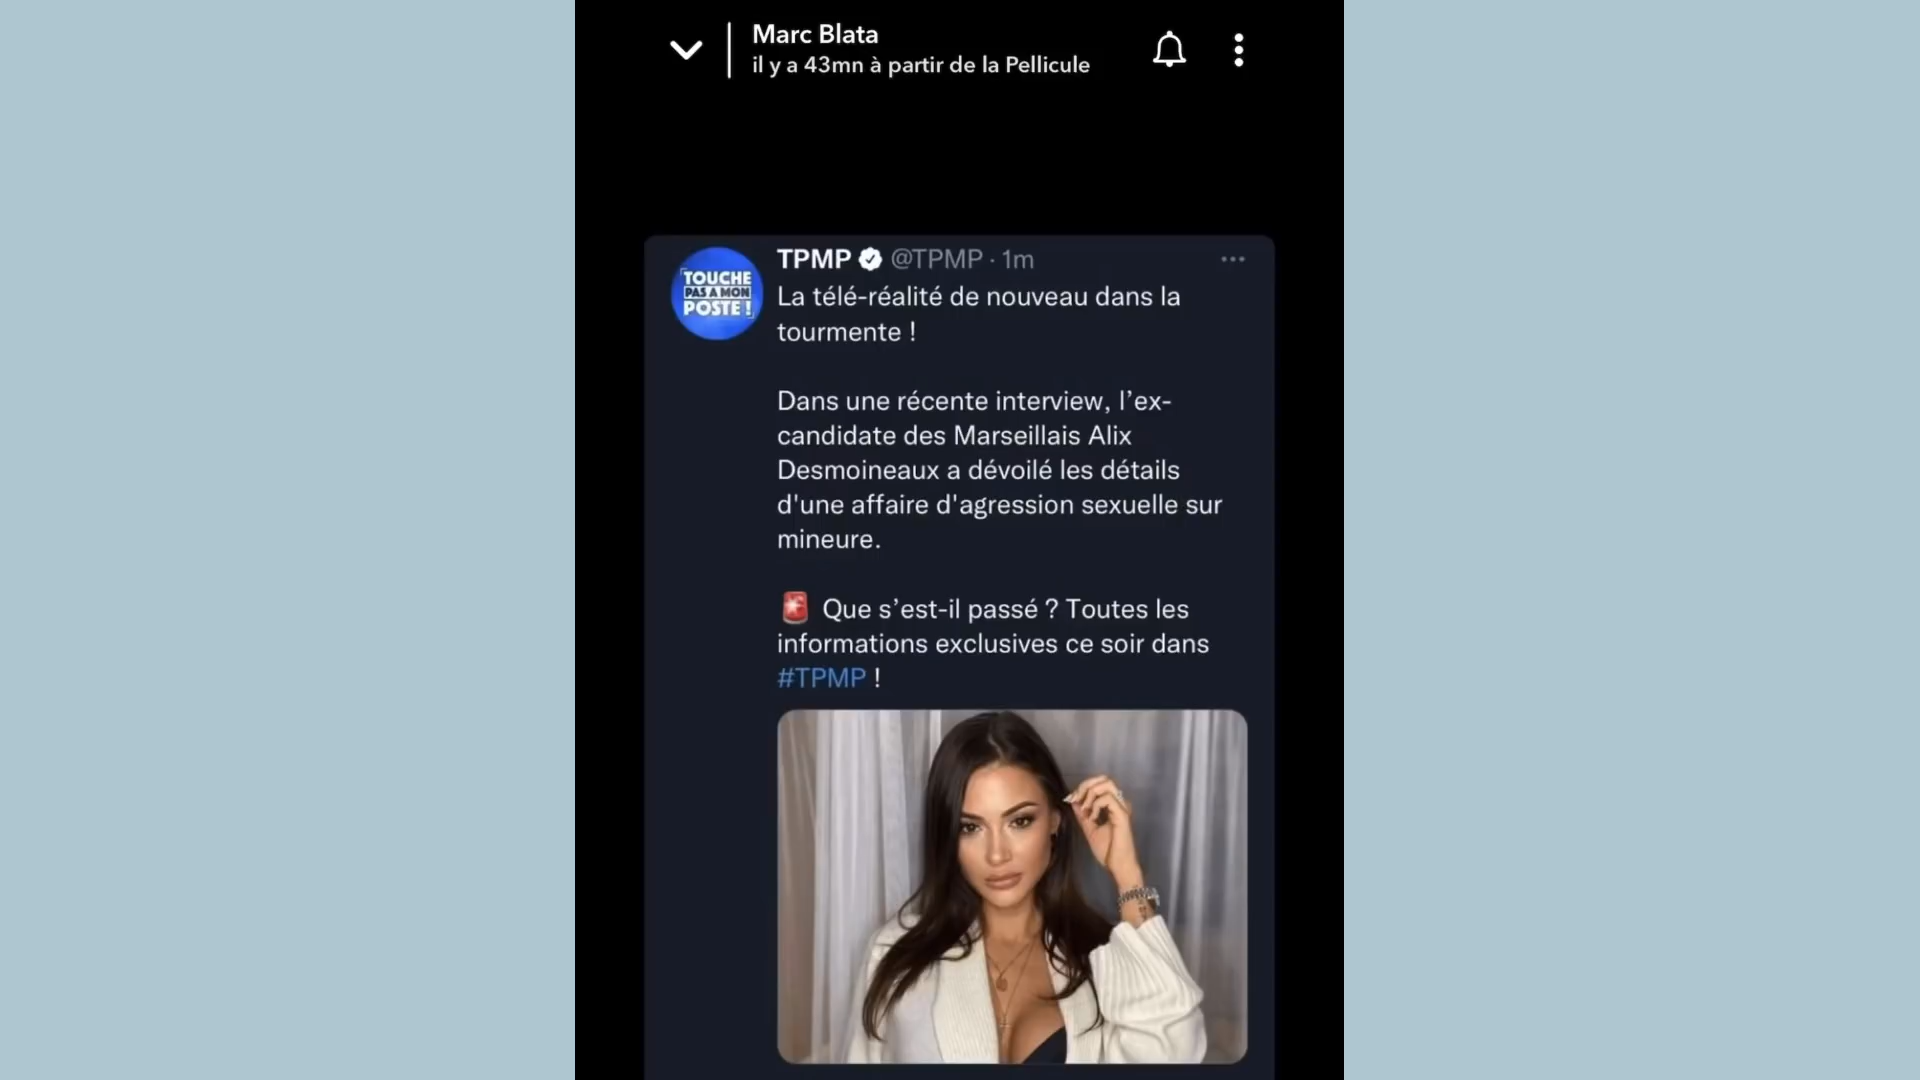 Marc Blata
il y a 43mn à partir de la Pellicule
TOUCHE
PAS A MON
POSTE !
TPMP @TPMP · 1m
La télé-réalité de nouveau dans la
tourmente !
Dans une récente interview, l’ex-
candidate des Marseillais Alix
Desmoineaux a dévoilé les détails
d'une affaire d'agression sexuelle sur
mineure.
🚨 Que s’est-il passé ? Toutes les
informations exclusives ce soir dans
#TPMP !